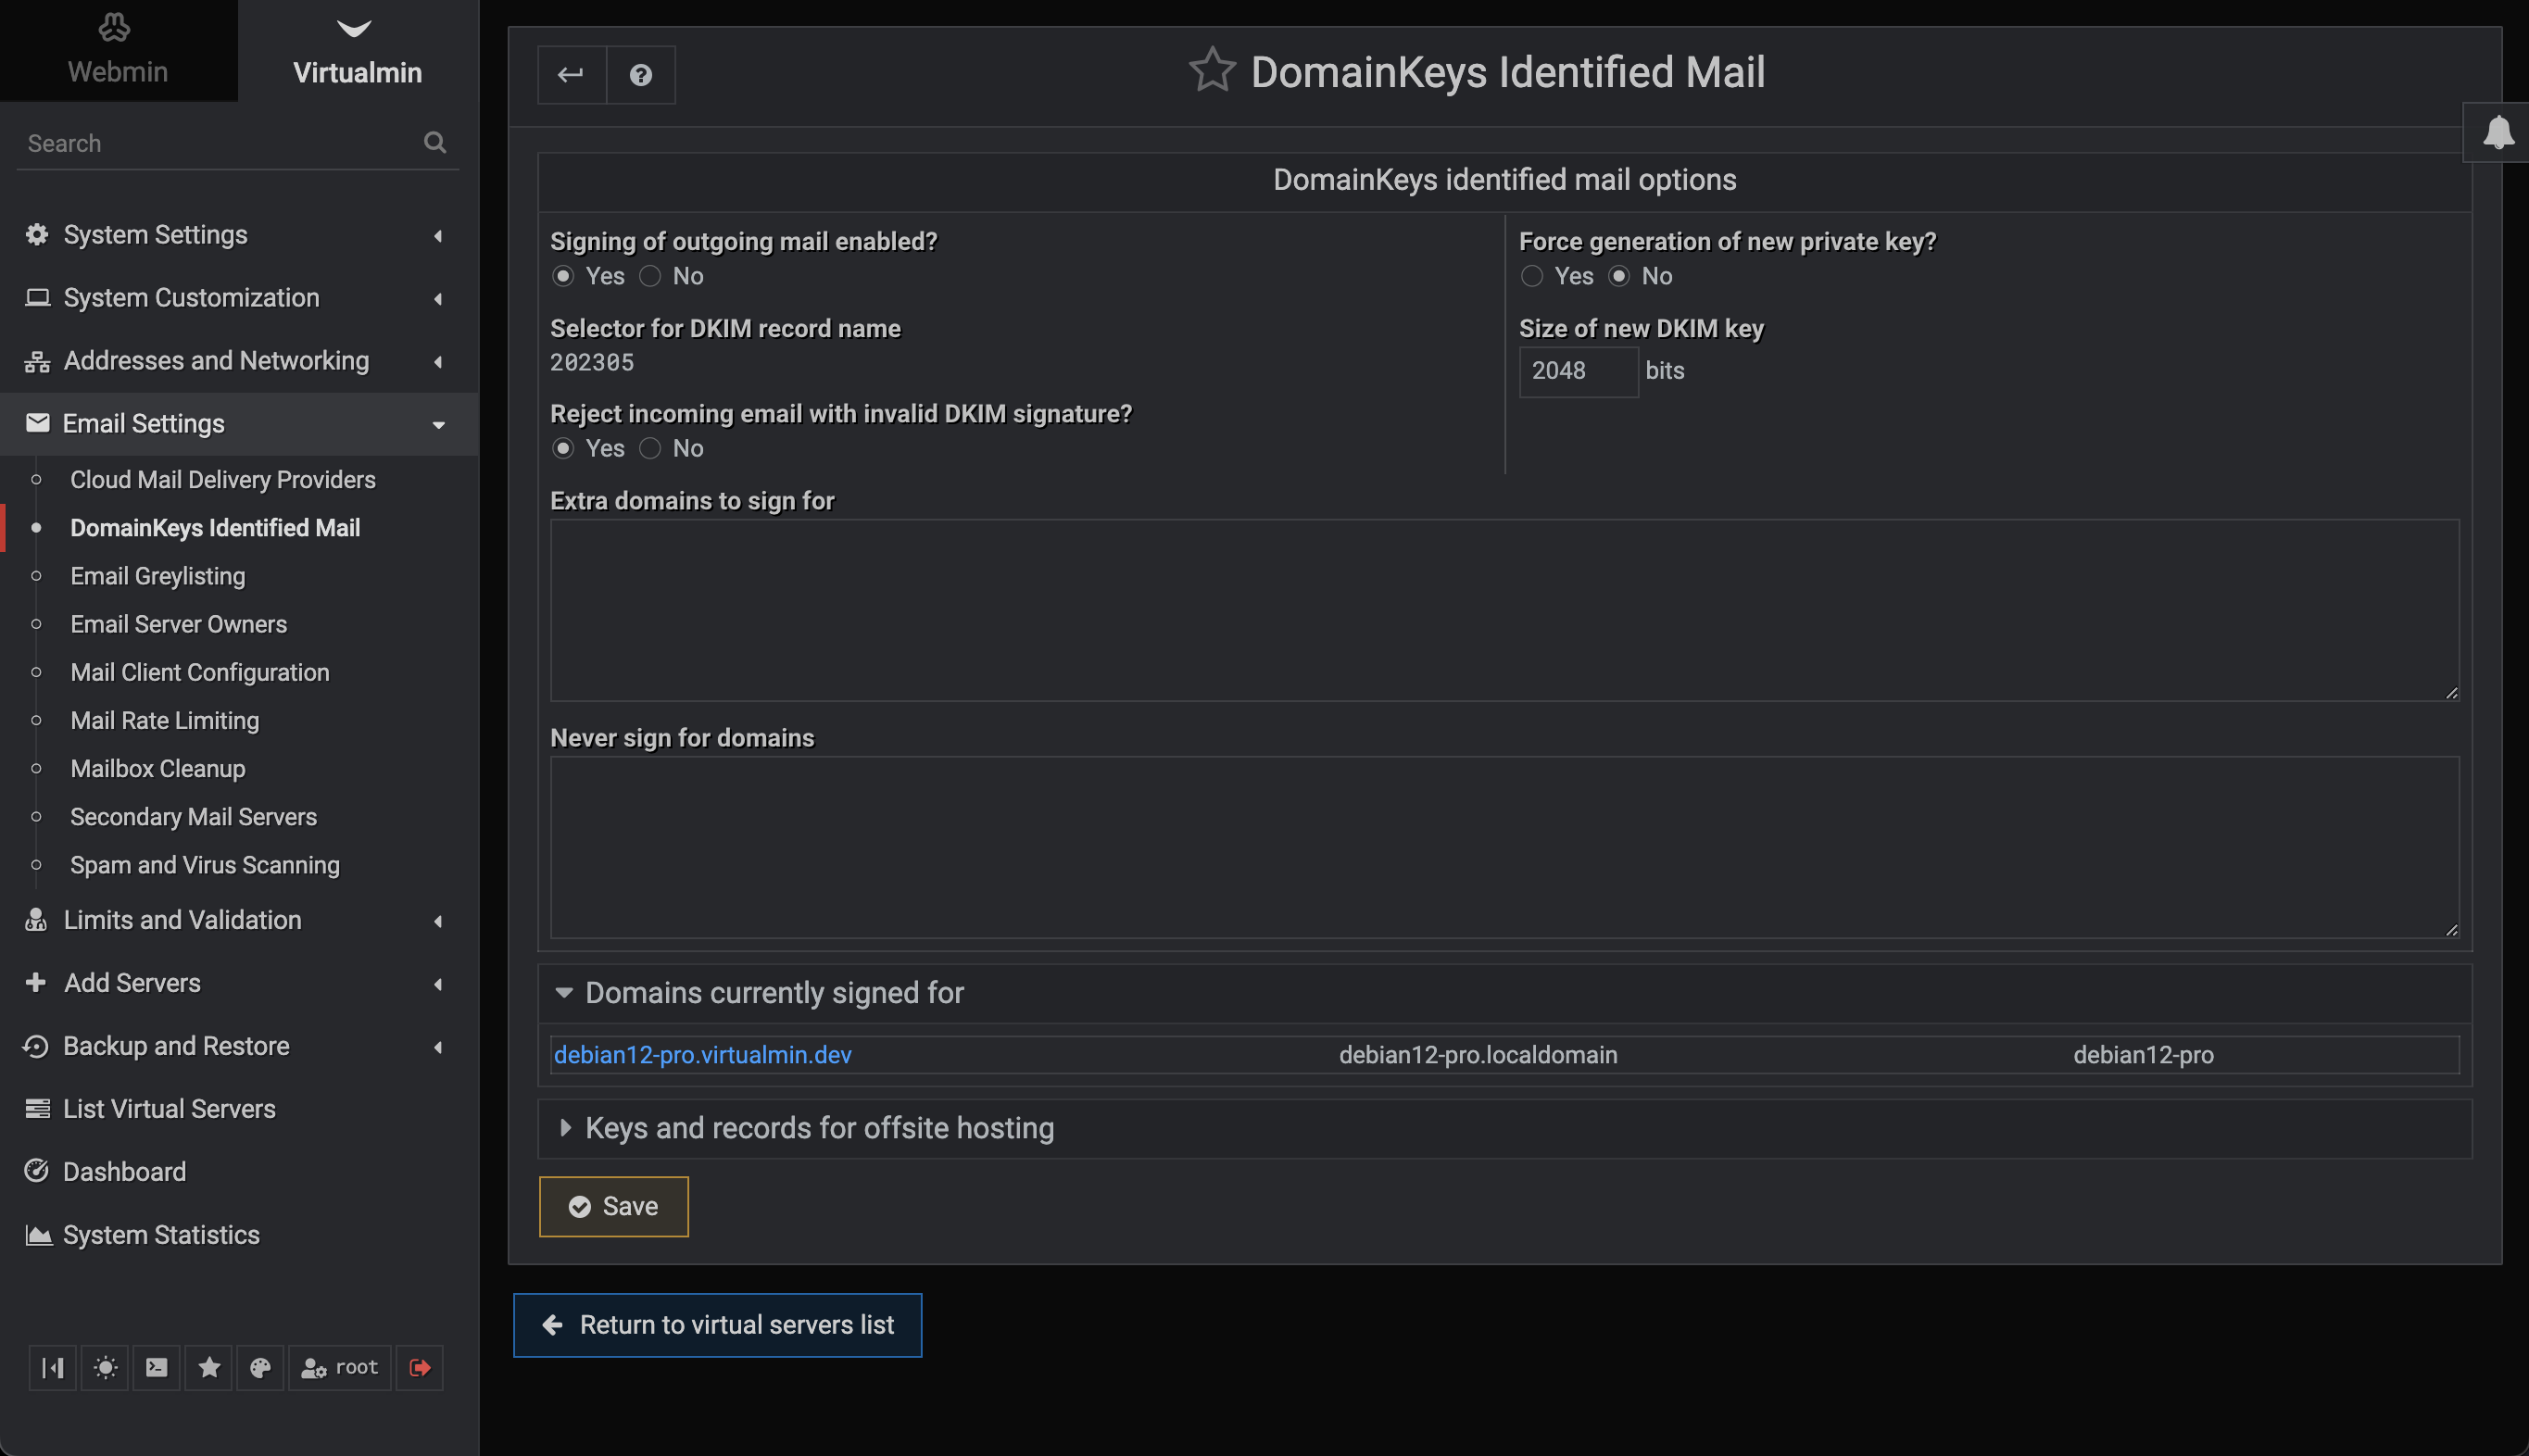 Webmin
Virtualmin
Search
System Settings
System Customization
Addresses and Networking
Email Settings
Cloud Mail Delivery Providers
DomainKeys Identified Mail
Email Greylisting
Email Server Owners
Mail Client Configuration
Mail Rate Limiting
Mailbox Cleanup
Secondary Mail Servers
Spam and Virus Scanning
Limits and Validation
Add Servers
Backup and Restore
List Virtual Servers
Dashboard
System Statistics
root
DomainKeys Identified Mail
DomainKeys identified mail options
Signing of outgoing mail enabled?
Yes No
Force generation of new private key?
Yes No
Selector for DKIM record name
202305
Size of new DKIM key
2048 bits
Reject incoming email with invalid DKIM signature?
Yes No
Extra domains to sign for
Never sign for domains
Domains currently signed for
debian12-pro.virtualmin.dev debian12-pro.localdomain debian12-pro
Keys and records for offsite hosting
Save
Return to virtual servers list